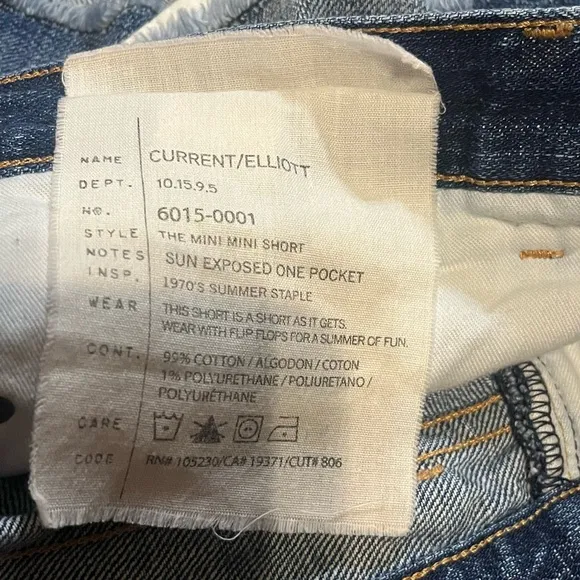 NAME CURRENT/ELLIOTT
DEPT. 10.15.9.5
NO. 6015-0001
STYLE THE MINI MINI SHORT
NOTES SUN EXPOSED ONE POCKET
INSP. 1970'S SUMMER STAPLE
WEAR THIS SHORT IS A SHORT AS IT GETS.
WEAR WITH FLIP FLOPS FOR A SUMMER OF FUN.
CONT. 99% COTTON / ALGODON / COTON
1% POLYURETHANE / POLIURETANO /
POLYURÉTHANE
CARE
CODE RN# 105230/CA# 19371/CUT# 806